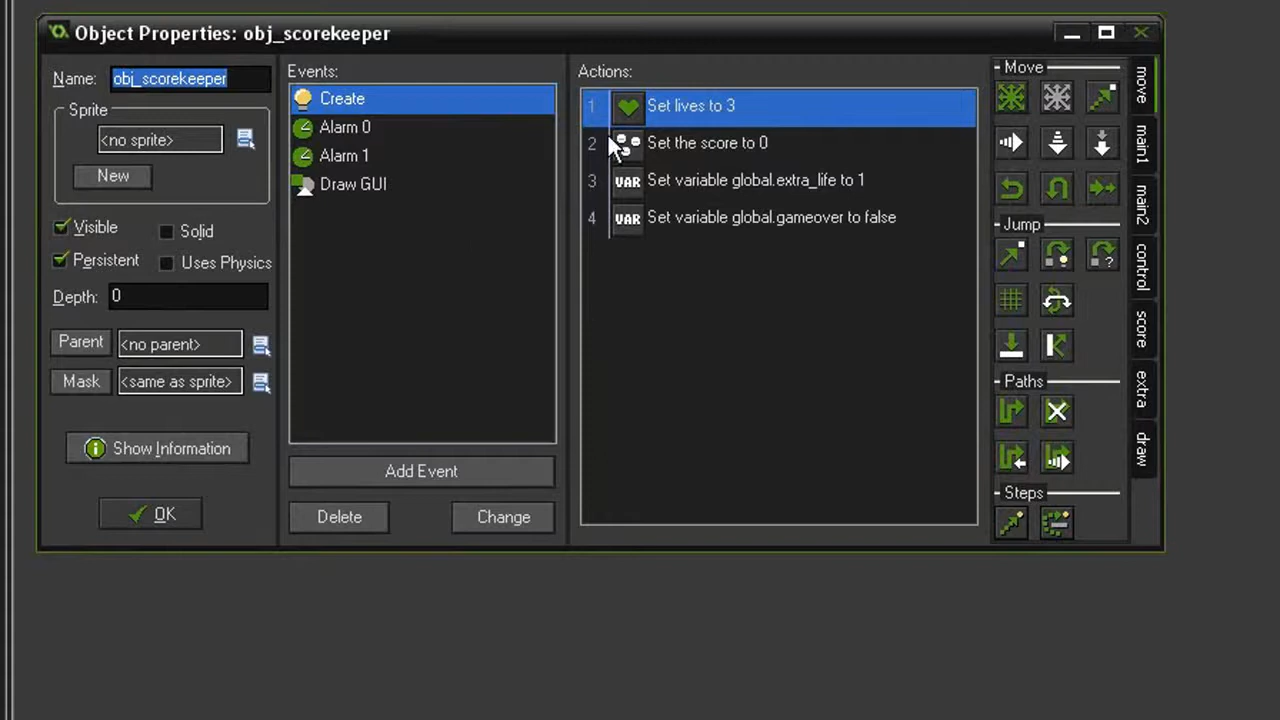 Object Properties: obj_scorekeeper
Name: obj_scorekeeper
Sprite
<no sprite>
New
Visible
Solid
Persistent
Uses Physics
Depth: 0
Parent <no parent>
Mask <same as sprite>
Show Information
OK
Events:
Create
Alarm 0
Alarm 1
Draw GUI
Add Event
Delete
Change
Actions:
1 Set lives to 3
2 Set the score to 0
3 VAR Set variable global.extra_life to 1
4 VAR Set variable global.gameover to false
Move
Jump
?
Paths
Steps
move
main1
main2
control
score
extra
draw